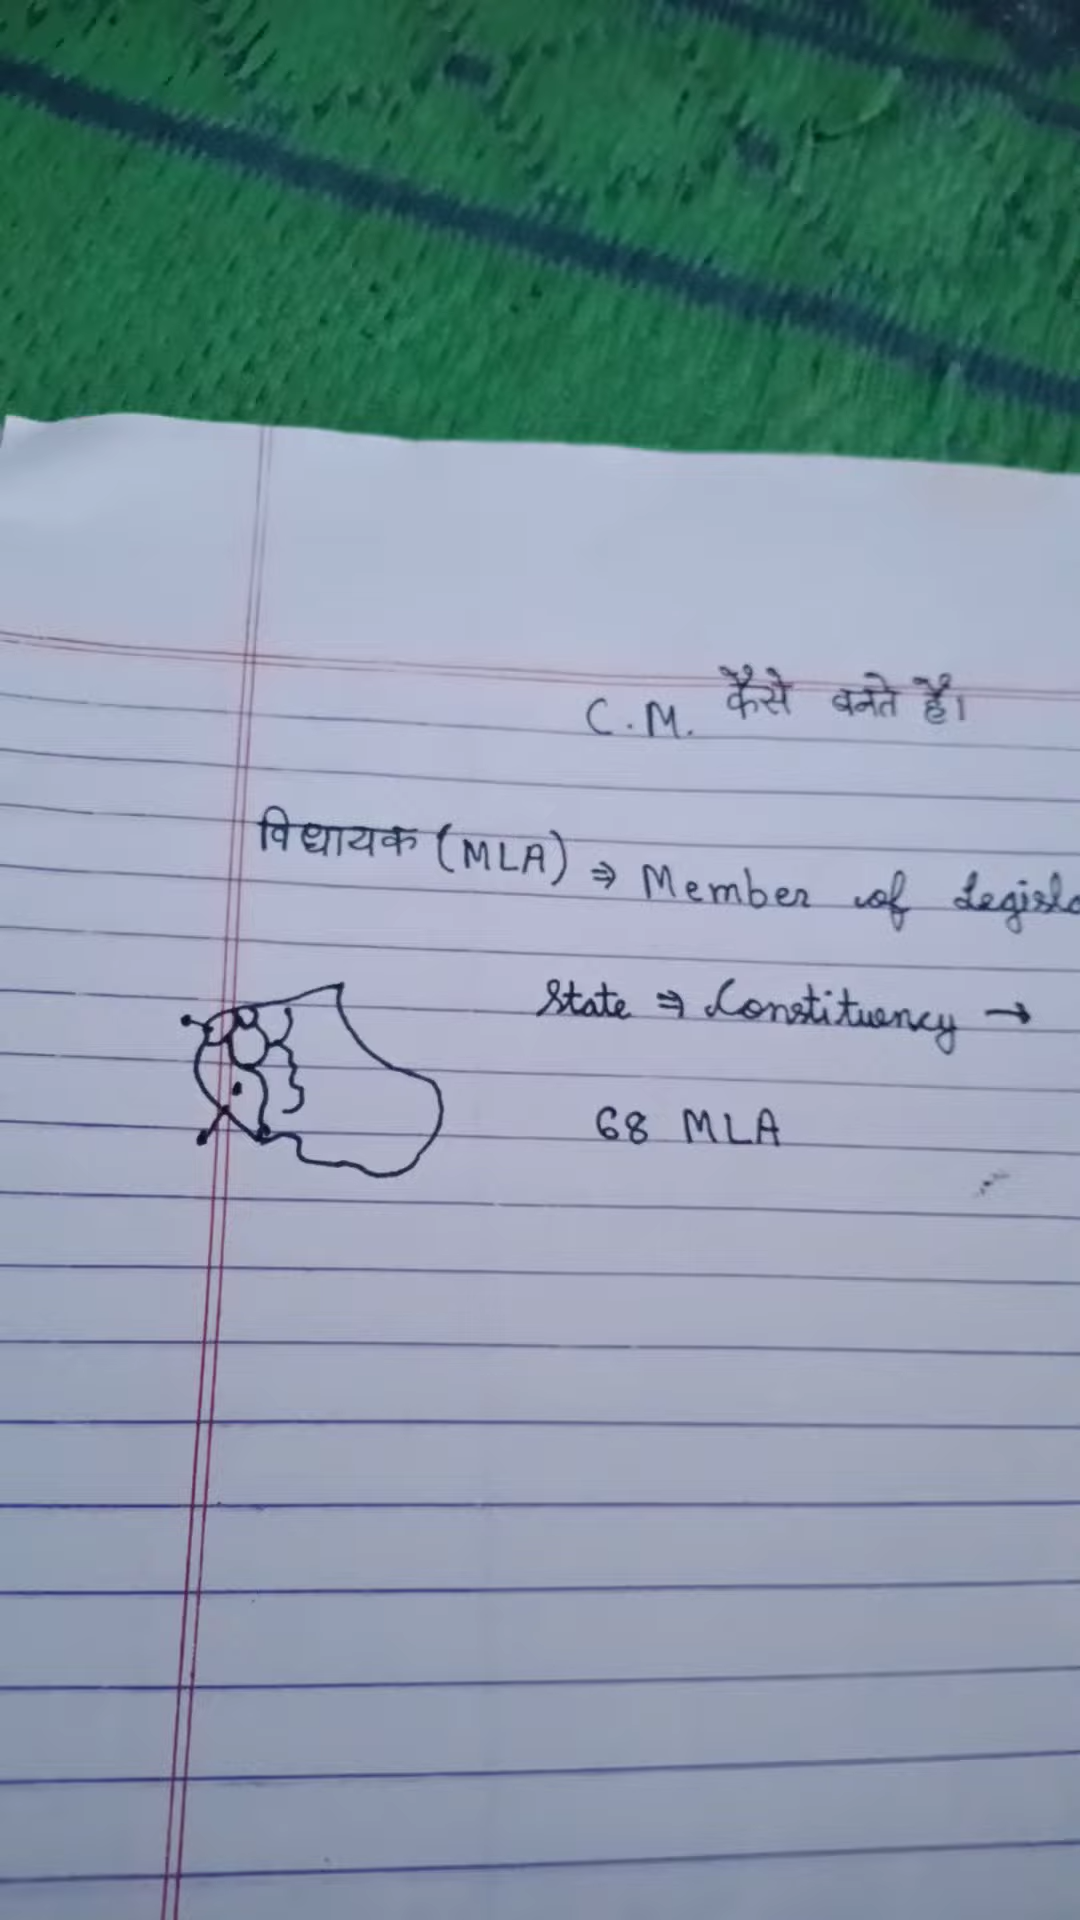 C.M. कैसे बनते हैं।
विधायक (MLA) ⇒ Member of
State ⇒ Constituency →
68 MLA